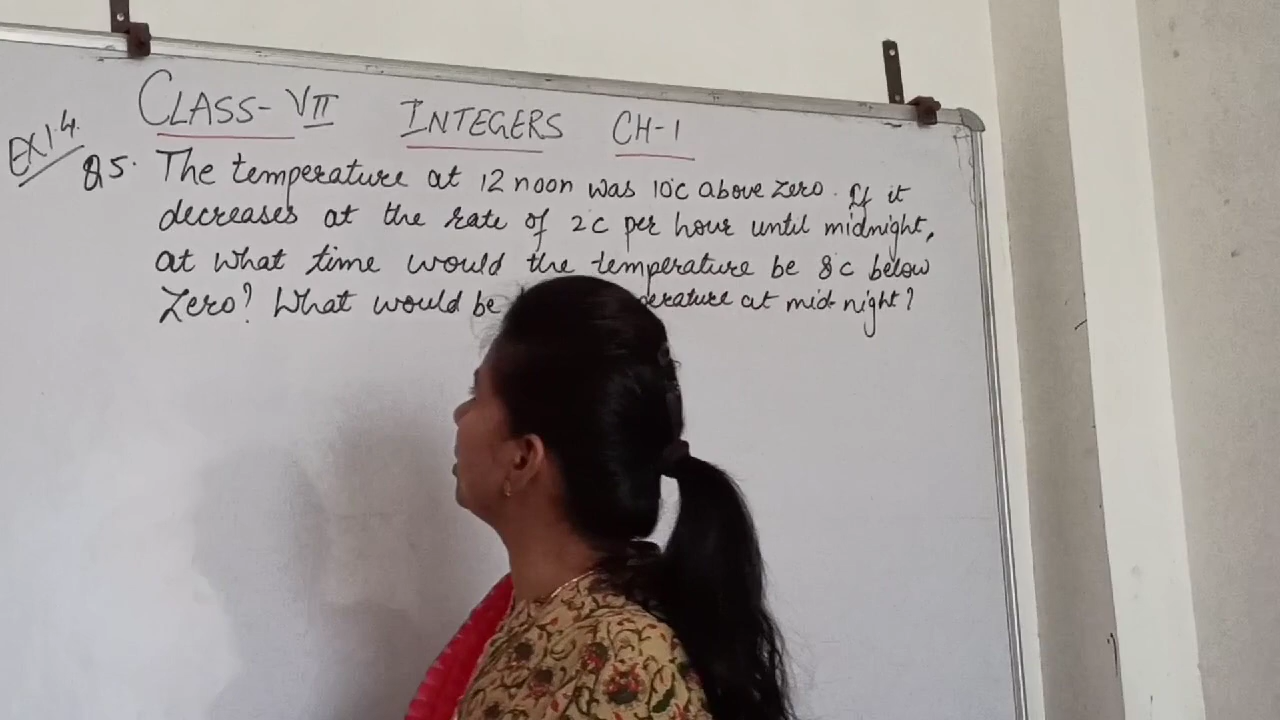 CLASS-VII INTEGERS CH-1
EX 1.4.
Q5. The temperature at 12 noon was 10°C above zero. If it
decreases at the rate of 2°C per hour until midnight,
at what time would the temperature be 8°C below
Zero? What would be perature at mid-night?